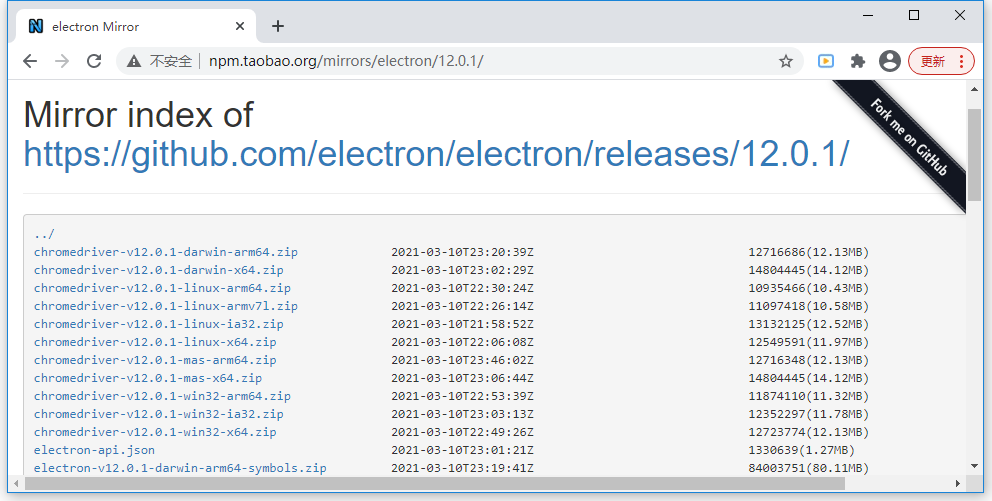 electron Mirror
不安全 npm.taobao.org/mirrors/electron/12.0.1/
更新
Mirror index of
https://github.com/electron/electron/releases/12.0.1/
Fork me on GitHub
../
chromedriver-v12.0.1-darwin-arm64.zip 2021-03-10T23:20:39Z 12716686(12.13MB)
chromedriver-v12.0.1-darwin-x64.zip 2021-03-10T23:02:29Z 14804445(14.12MB)
chromedriver-v12.0.1-linux-arm64.zip 2021-03-10T22:30:24Z 10935466(10.43MB)
chromedriver-v12.0.1-linux-armv7l.zip 2021-03-10T22:26:14Z 11097418(10.58MB)
chromedriver-v12.0.1-linux-ia32.zip 2021-03-10T21:58:52Z 13132125(12.52MB)
chromedriver-v12.0.1-linux-x64.zip 2021-03-10T22:06:08Z 12549591(11.97MB)
chromedriver-v12.0.1-mas-arm64.zip 2021-03-10T23:46:02Z 12716348(12.13MB)
chromedriver-v12.0.1-mas-x64.zip 2021-03-10T23:06:44Z 14804445(14.12MB)
chromedriver-v12.0.1-win32-arm64.zip 2021-03-10T22:53:39Z 11874110(11.32MB)
chromedriver-v12.0.1-win32-ia32.zip 2021-03-10T23:03:13Z 12352297(11.78MB)
chromedriver-v12.0.1-win32-x64.zip 2021-03-10T22:49:26Z 12723774(12.13MB)
electron-api.json 2021-03-10T23:01:21Z 1330639(1.27MB)
electron-v12.0.1-darwin-arm64-symbols.zip 2021-03-10T23:19:41Z 84003751(80.11MB)